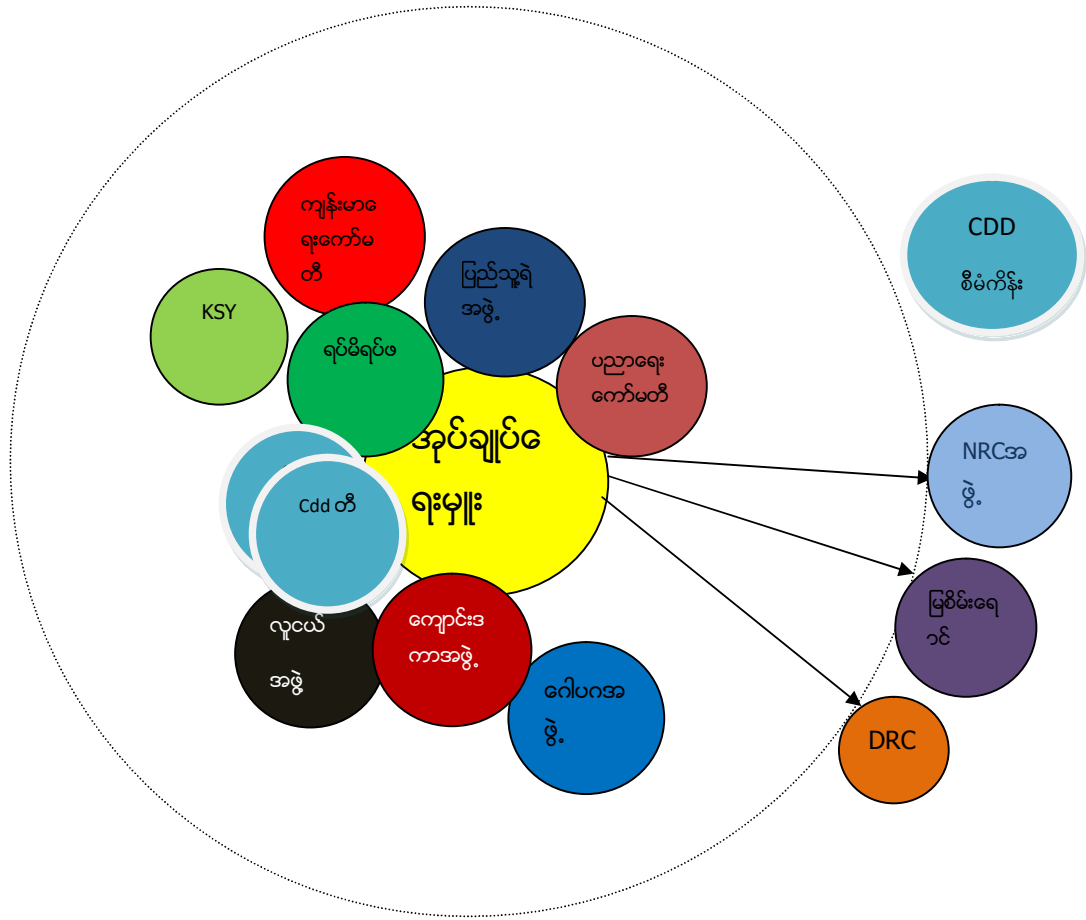 ကျန်းမာေ
ရးကော်မ
တီ
ပြည်သူ့ရဲ
အဖွဲ့
CDD
စီမံကိန်း
KSY
ရပ်မိရပ်ဖ
ပညာရေး
ကော်မတီ
အုပ်ချုပ်ေ
ရးမှူး
NRCအ
ဖွဲ့
Cdd တီ
မြစိမ်းရေ
ာင်
လူငယ်
အဖွဲ့
ကျောင်းဒ
ကာအဖွဲ့
ဂေါပဂအ
ဖွဲ့
DRC